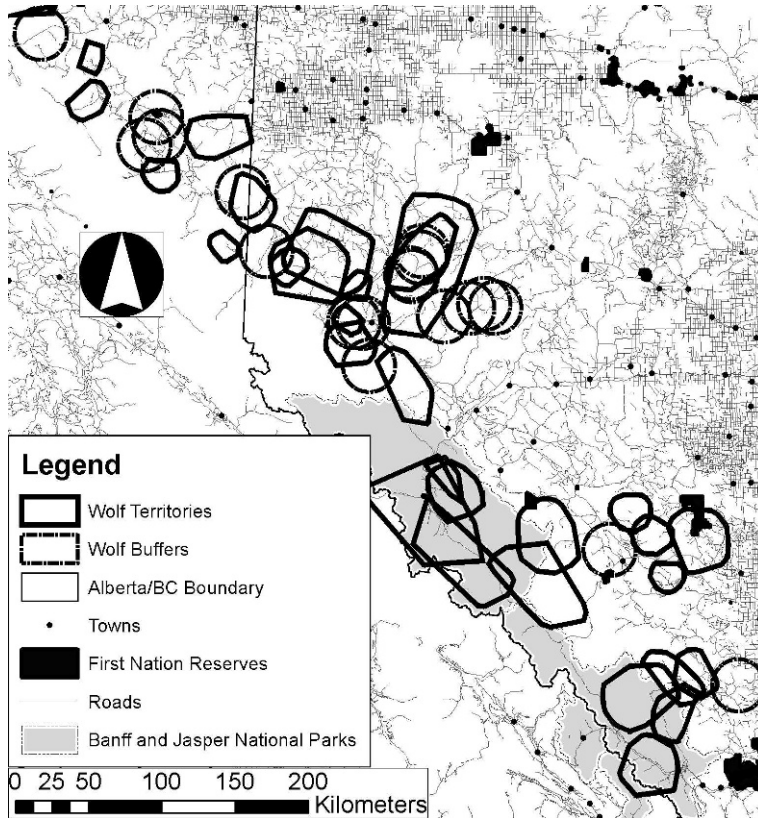 Legend
Wolf Territories
Wolf Buffers
Alberta/BC Boundary
Towns
First Nation Reserves
Roads
Banff and Jasper National Parks
0 25 50 100 150 200
Kilometers